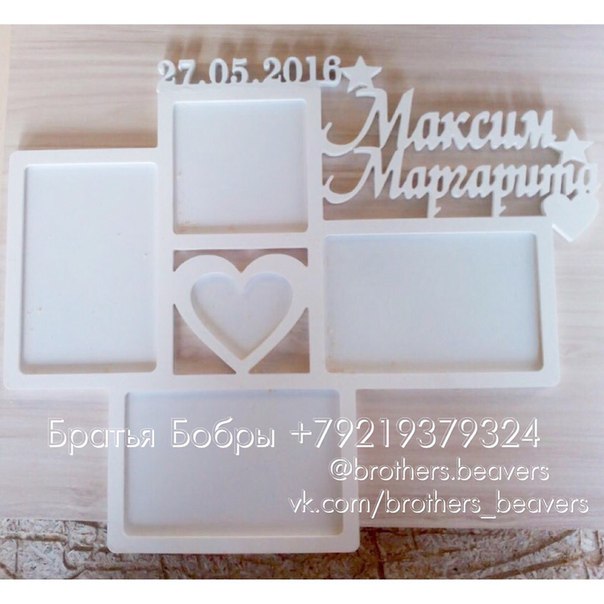 27.05.2016
Максим
Маргарита
Братья Бобры +79219379324
@brothers.beavers
vk.com/brothers_beavers